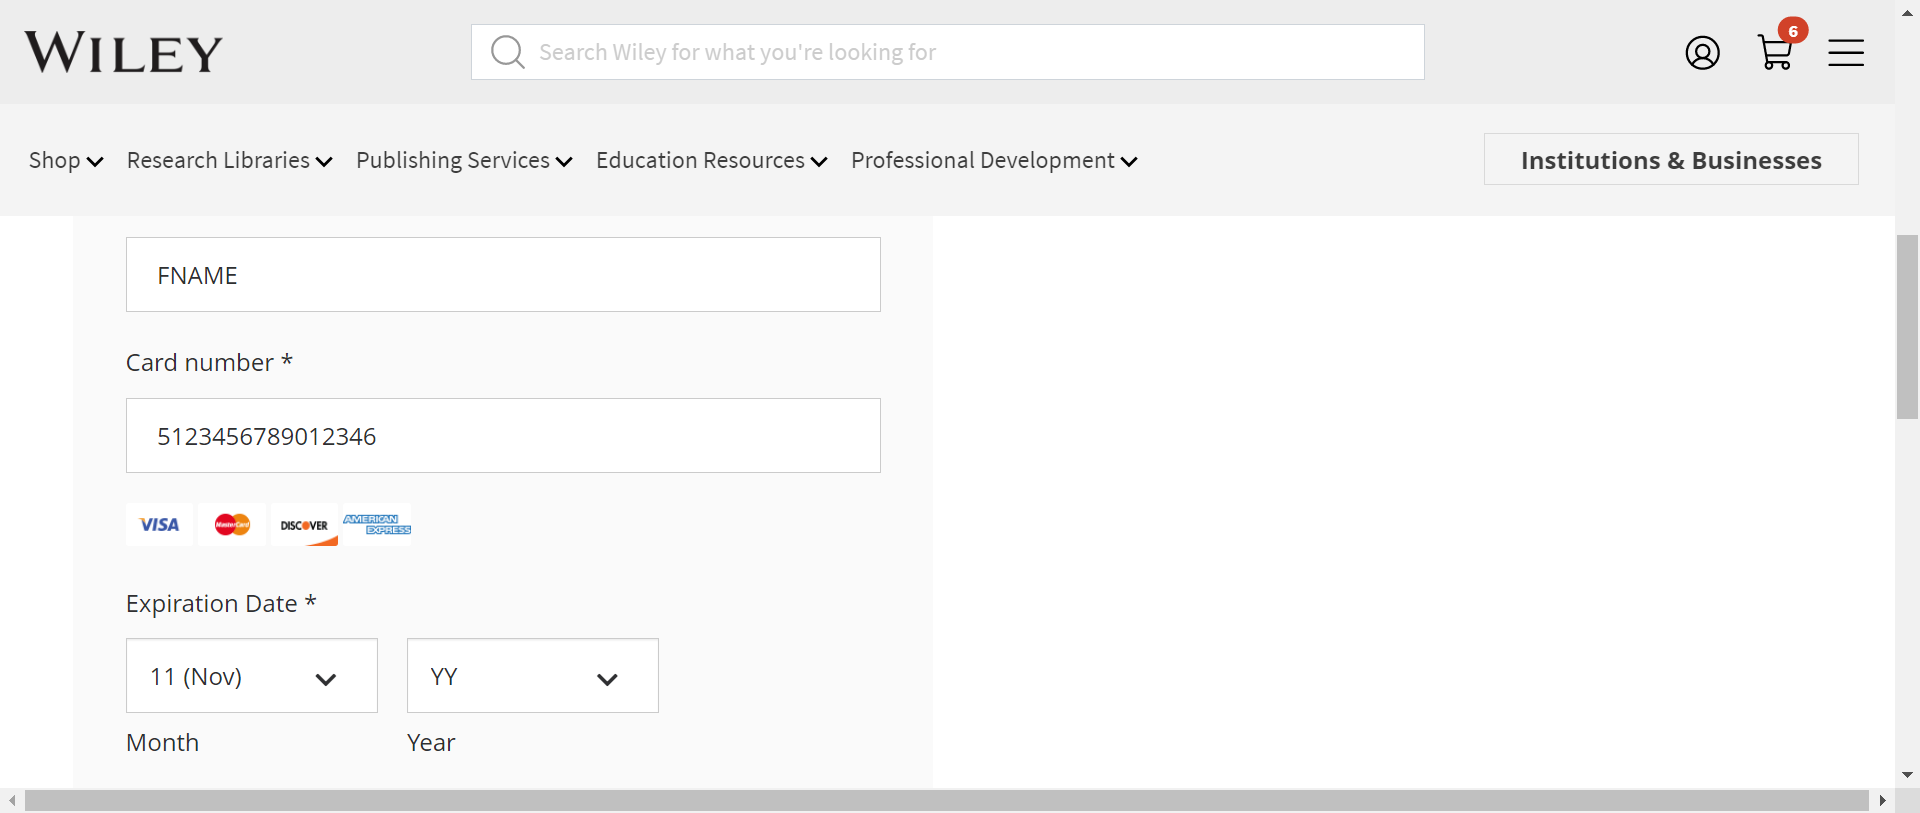 WILEY
Search Wiley for what you're looking for
6
Shop Research Libraries Publishing Services Education Resources Professional Development
Institutions & Businesses
FNAME
Card number *
5123456789012346
VISA MasterCard DISCOVER AMERICAN EXPRESS
Expiration Date *
11 (Nov) YY
Month Year